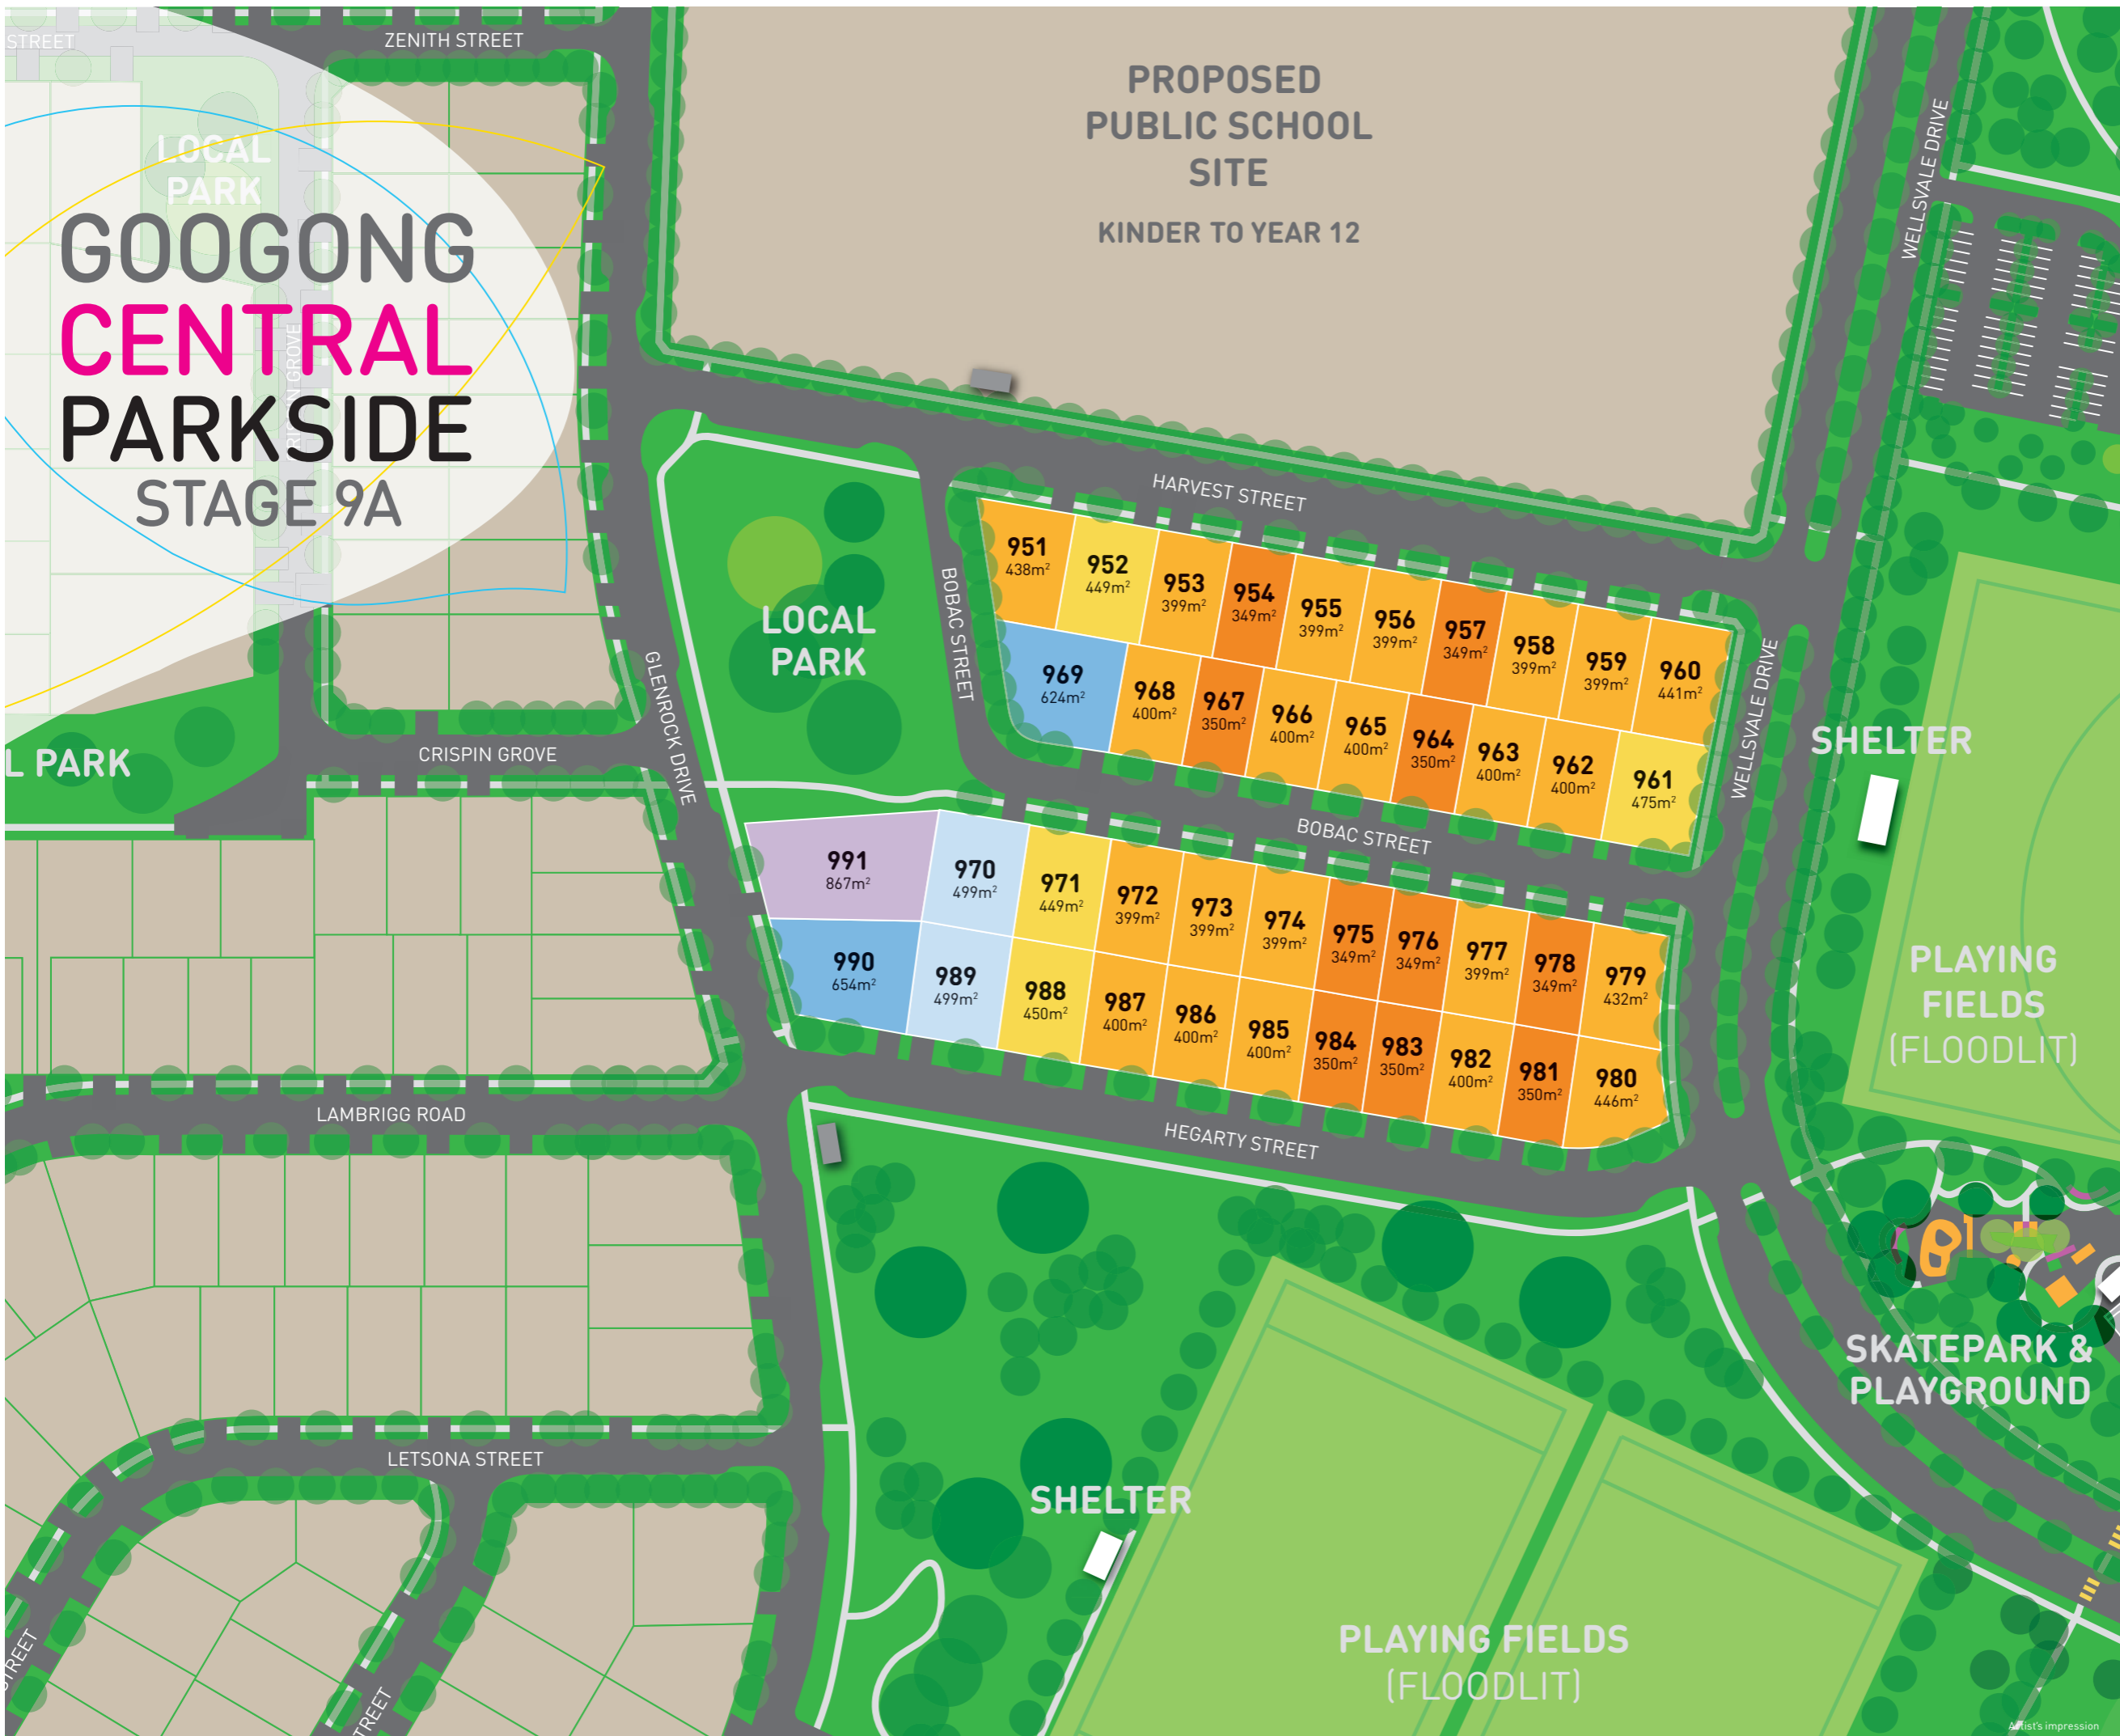 STREET
ZENITH STREET
LOCAL
PARK
GOOGONG
CENTRAL
PARKSIDE
STAGE 9A
PROPOSED
PUBLIC SCHOOL
SITE
KINDER TO YEAR 12
WELLSVALE DRIVE
HARVEST STREET
BOBAC STREET
LOCAL
PARK
GLENROCK DRIVE
CRISPIN GROVE
L PARK
951
438m²
952
449m²
953
399m²
954
349m²
955
399m²
956
399m²
957
349m²
958
399m²
959
399m²
960
441m²
969
624m²
968
400m²
967
350m²
966
400m²
965
400m²
964
350m²
963
400m²
962
400m²
961
475m²
WELLSVALE DRIVE
SHELTER
BOBAC STREET
991
867m²
970
499m²
971
449m²
972
399m²
973
399m²
974
399m²
975
349m²
976
349m²
977
399m²
978
349m²
979
432m²
990
654m²
989
499m²
988
450m²
987
400m²
986
400m²
985
400m²
984
350m²
983
350m²
982
400m²
981
350m²
980
446m²
PLAYING
FIELDS
(FLOODLIT)
LAMBRIGG ROAD
HEGARTY STREET
SKATEPARK &
PLAYGROUND
LETSONA STREET
SHELTER
PLAYING FIELDS
(FLOODLIT)
STREET
TREET
Artist's impression